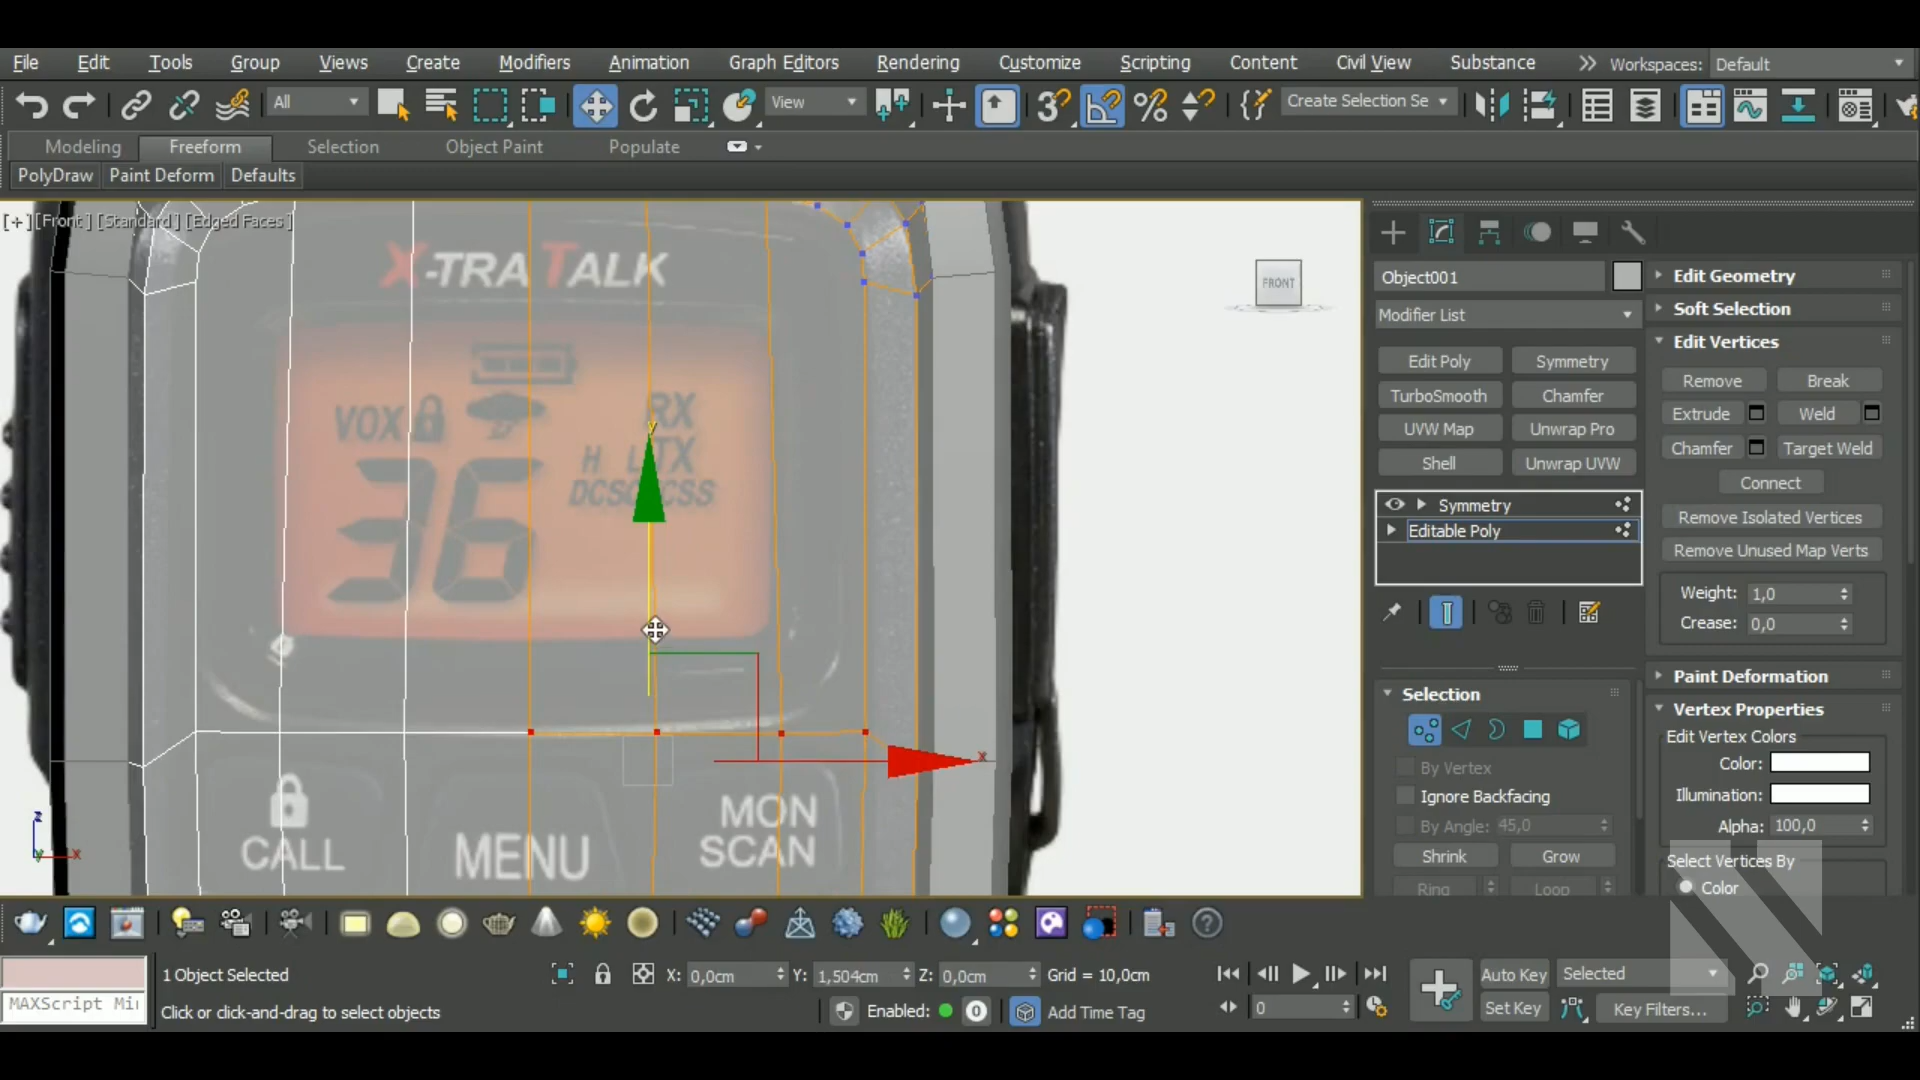 File Edit Tools Group Views Create Modifiers Animation Graph Editors Rendering Customize Scripting Content Civil View Substance Workspaces: Default
All View 3 Create Selection Se
Modeling Freeform Selection Object Paint Populate
PolyDraw Paint Deform Defaults
[+] [Front] [Standard] [Edged Faces]
X-TRA TALK
VOX RX
H L TX
36
CALL MENU MON
SCAN
y
x
z
y
x
FRONT
Object001
Modifier List
Edit Poly Symmetry
TurboSmooth Chamfer
UVW Map Unwrap Pro
Shell Unwrap UVW
Symmetry
Editable Poly
Selection
By Vertex
Ignore Backfacing
By Angle: 45,0
Shrink Grow
Ring Loop
Edit Geometry
Soft Selection
Edit Vertices
Remove Break
Extrude Weld
Chamfer Target Weld
Connect
Remove Isolated Vertices
Remove Unused Map Verts
Weight: 1,0
Crease: 0,0
Paint Deformation
Vertex Properties
Edit Vertex Colors
Color:
Illumination:
Alpha: 100,0
Select Vertices By
Color
1 Object Selected X: 0,0cm Y: 1,504cm Z: 0,0cm Grid = 10,0cm Auto Key Selected
MAXScript Mi
Click or click-and-drag to select objects Enabled: 0 Add Time Tag 0 Set Key Key Filters...